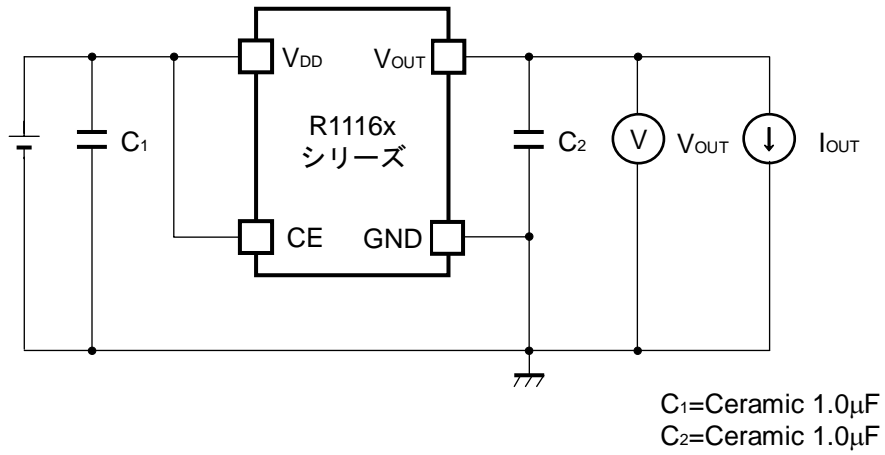 VDD
VOUT
R1116x
シリーズ
C1
C2
V
VOUT
IOUT
CE
GND
C1=Ceramic 1.0μF
C2=Ceramic 1.0μF